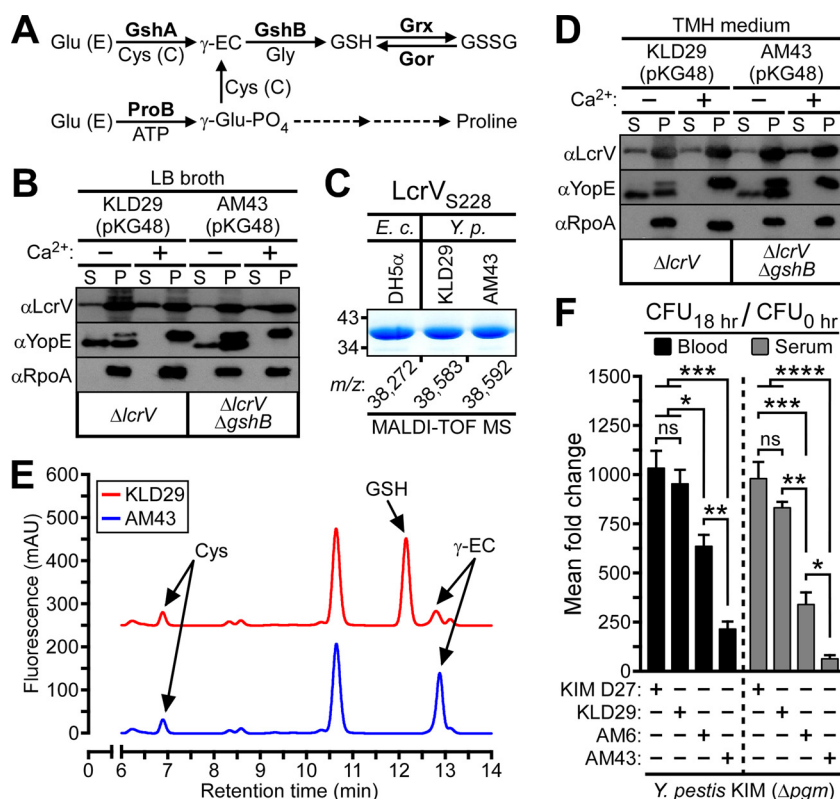 A
Glu (E) GshA Cys (C) γ-EC GshB Gly GSH Grx Gor GSSG
Cys (C)
Glu (E) ProB ATP γ-Glu-PO4 Proline
B
LB broth
KLD29 (pKG48) AM43 (pKG48)
Ca2+: – + – +
S P S P S P S P
αLcrV
αYopE
αRpoA
ΔlcrV ΔlcrV ΔgshB
C
LcrVS228
E. c. Y. p.
DH5α KLD29 AM43
43
34
m/z: 38,272 38,583 38,592
MALDI-TOF MS
D
TMH medium
KLD29 (pKG48) AM43 (pKG48)
Ca2+: – + – +
S P S P S P S P
αLcrV
αYopE
αRpoA
ΔlcrV ΔlcrV ΔgshB
E
KLD29
AM43
Cys
GSH
γ-EC
Fluorescence (mAU)
600
500
400
300
200
100
0
0 6 7 8 9 10 11 12 13 14
Retention time (min)
F
CFU18 hr / CFU0 hr
Blood Serum
Mean fold change
1500
1250
1000
750
500
250
0
*** ****
* ***
ns ns
** **
*
KIM D27: + – – – + – – –
KLD29: – + – – – + – –
AM6: – – + – – – + –
AM43: – – – + – – – +
Y. pestis KIM (Δpgm)